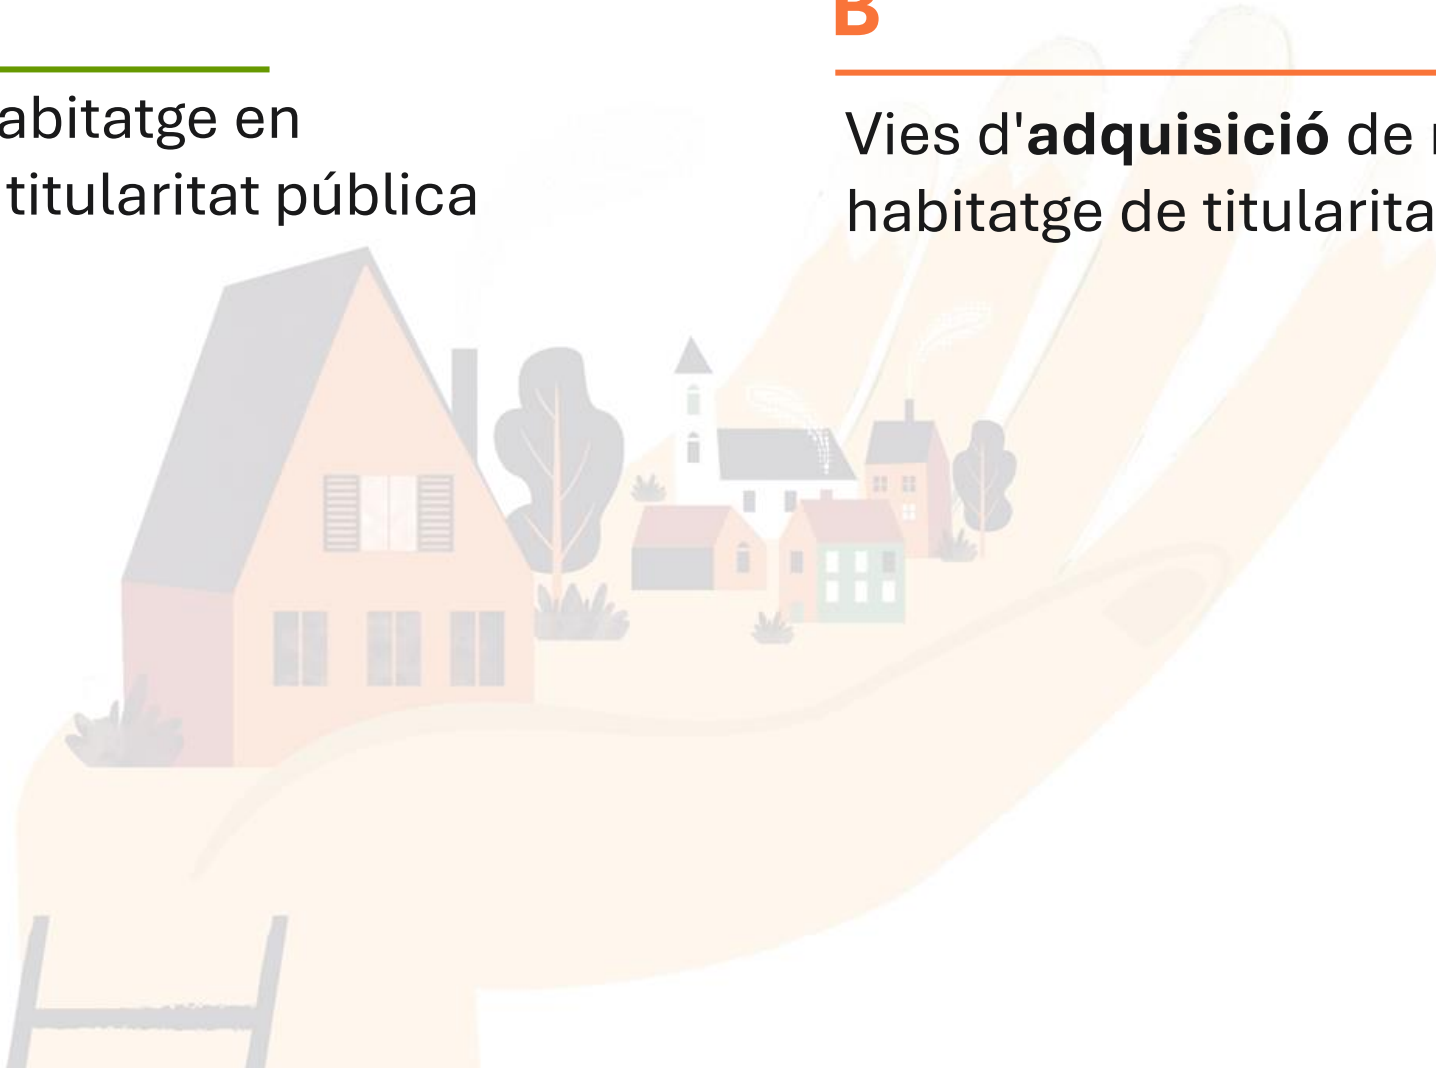 abitatge en
titularitat pública
B
Vies d'adquisició de
habitatge de titularita